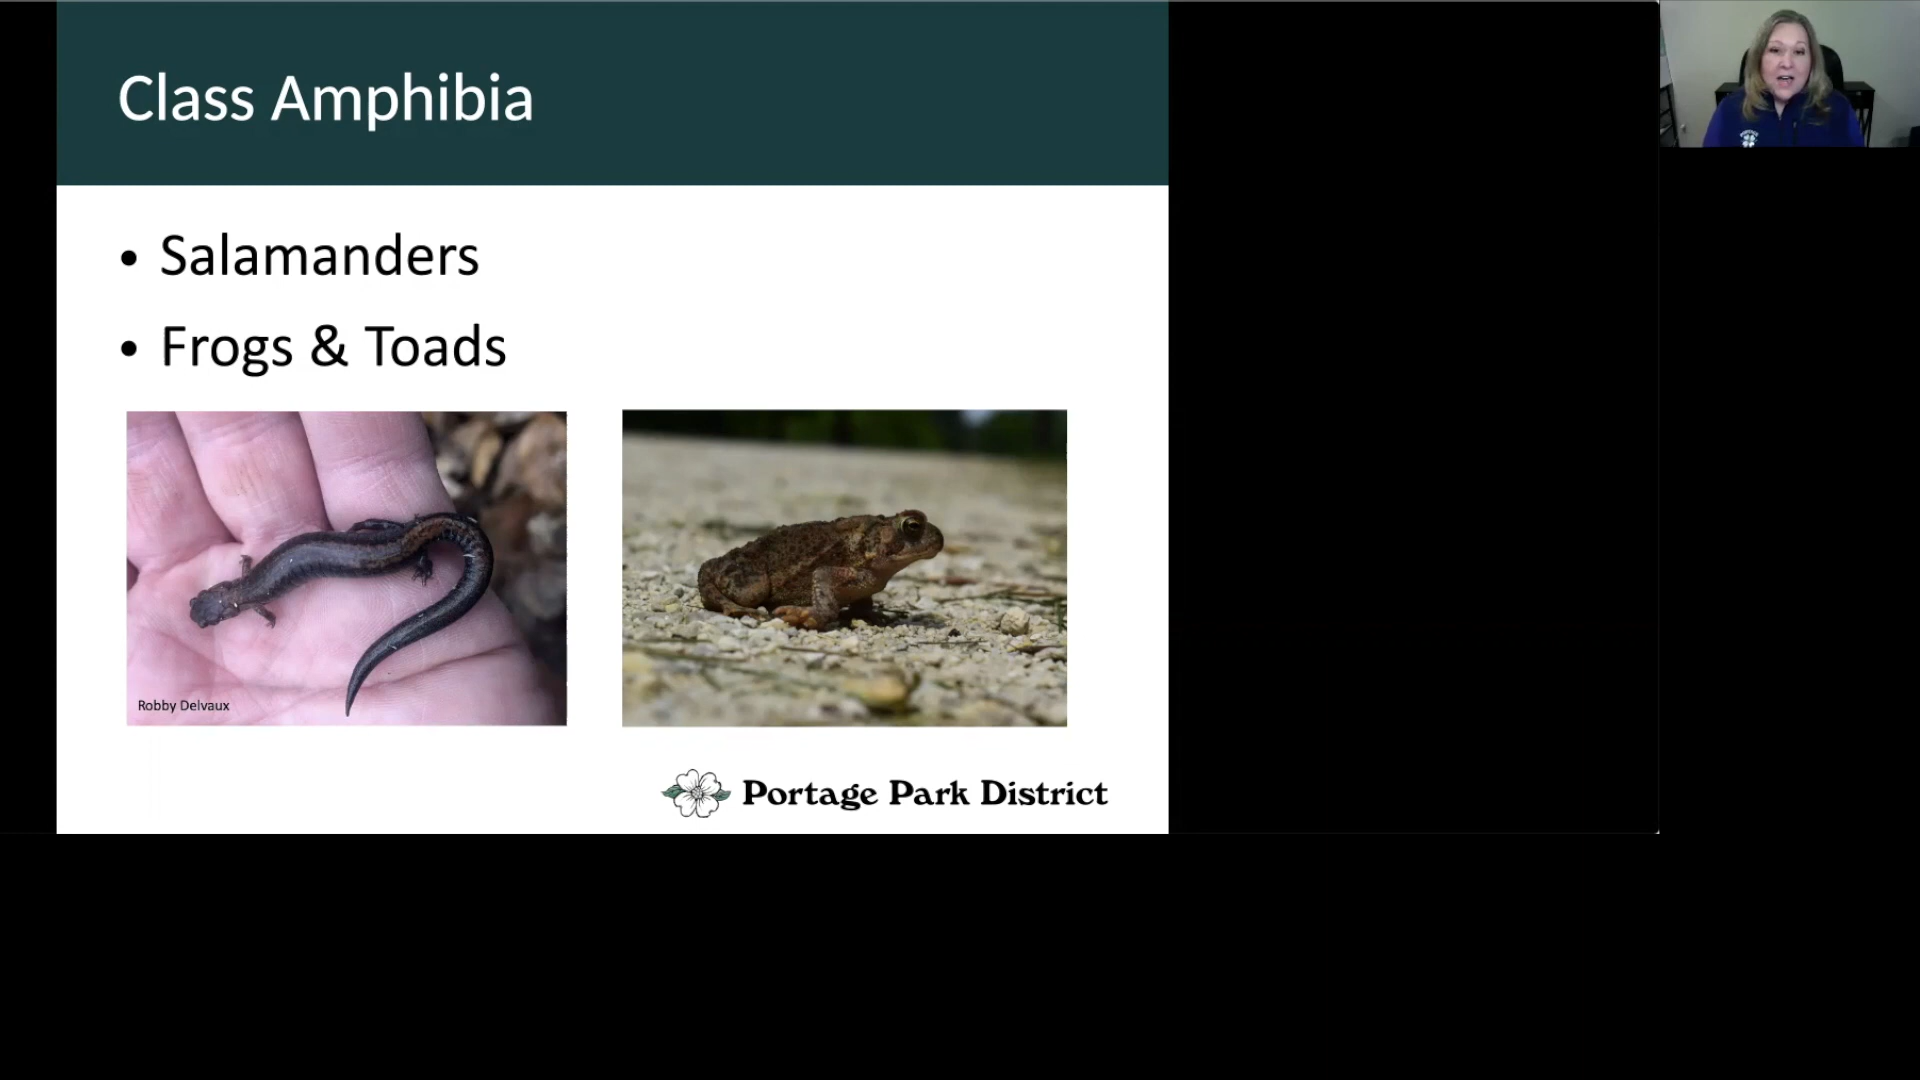 Class Amphibia
• Salamanders
• Frogs & Toads
Robby Delvaux
Portage Park District